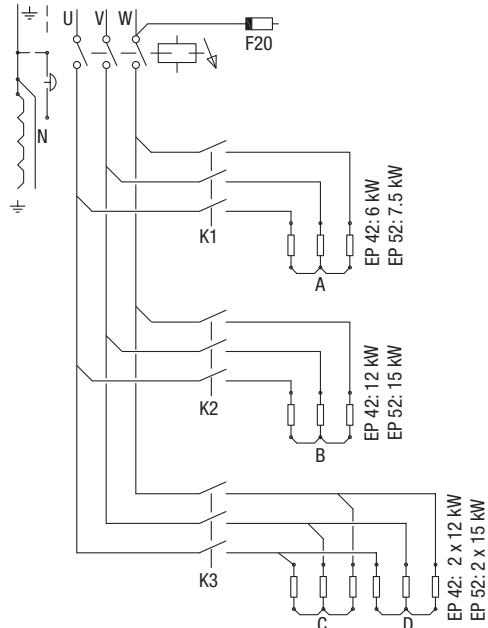 U V W
F20
N
K1
A
EP 42: 6 kW
EP 52: 7.5 kW
K2
B
EP 42: 12 kW
EP 52: 15 kW
K3
C D
EP 42: 2 x 12 kW
EP 52: 2 x 15 kW